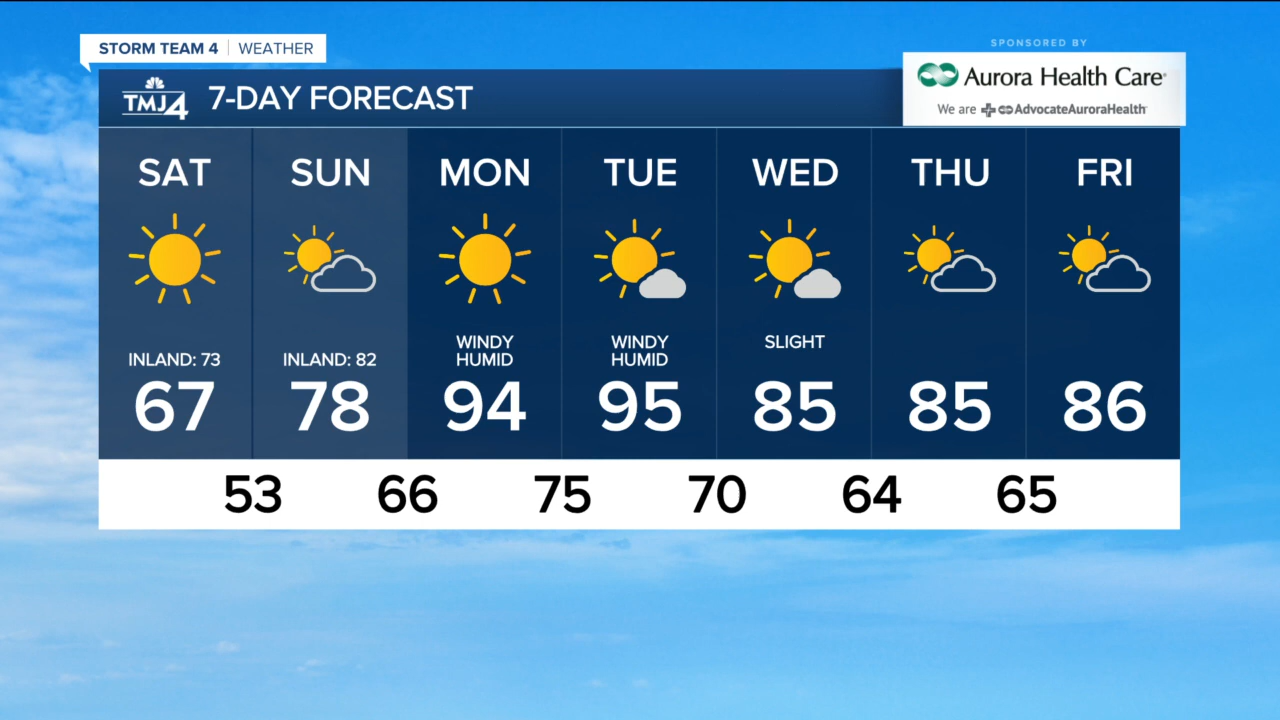 STORM TEAM 4 | WEATHER
SPONSORED BY
Aurora Health Care®
We are AdvocateAuroraHealth
TMJ4 7-DAY FORECAST
SAT SUN MON TUE WED THU FRI
WINDY WINDY SLIGHT
INLAND: 73 INLAND: 82 HUMID HUMID
67 78 94 95 85 85 86
53 66 75 70 64 65